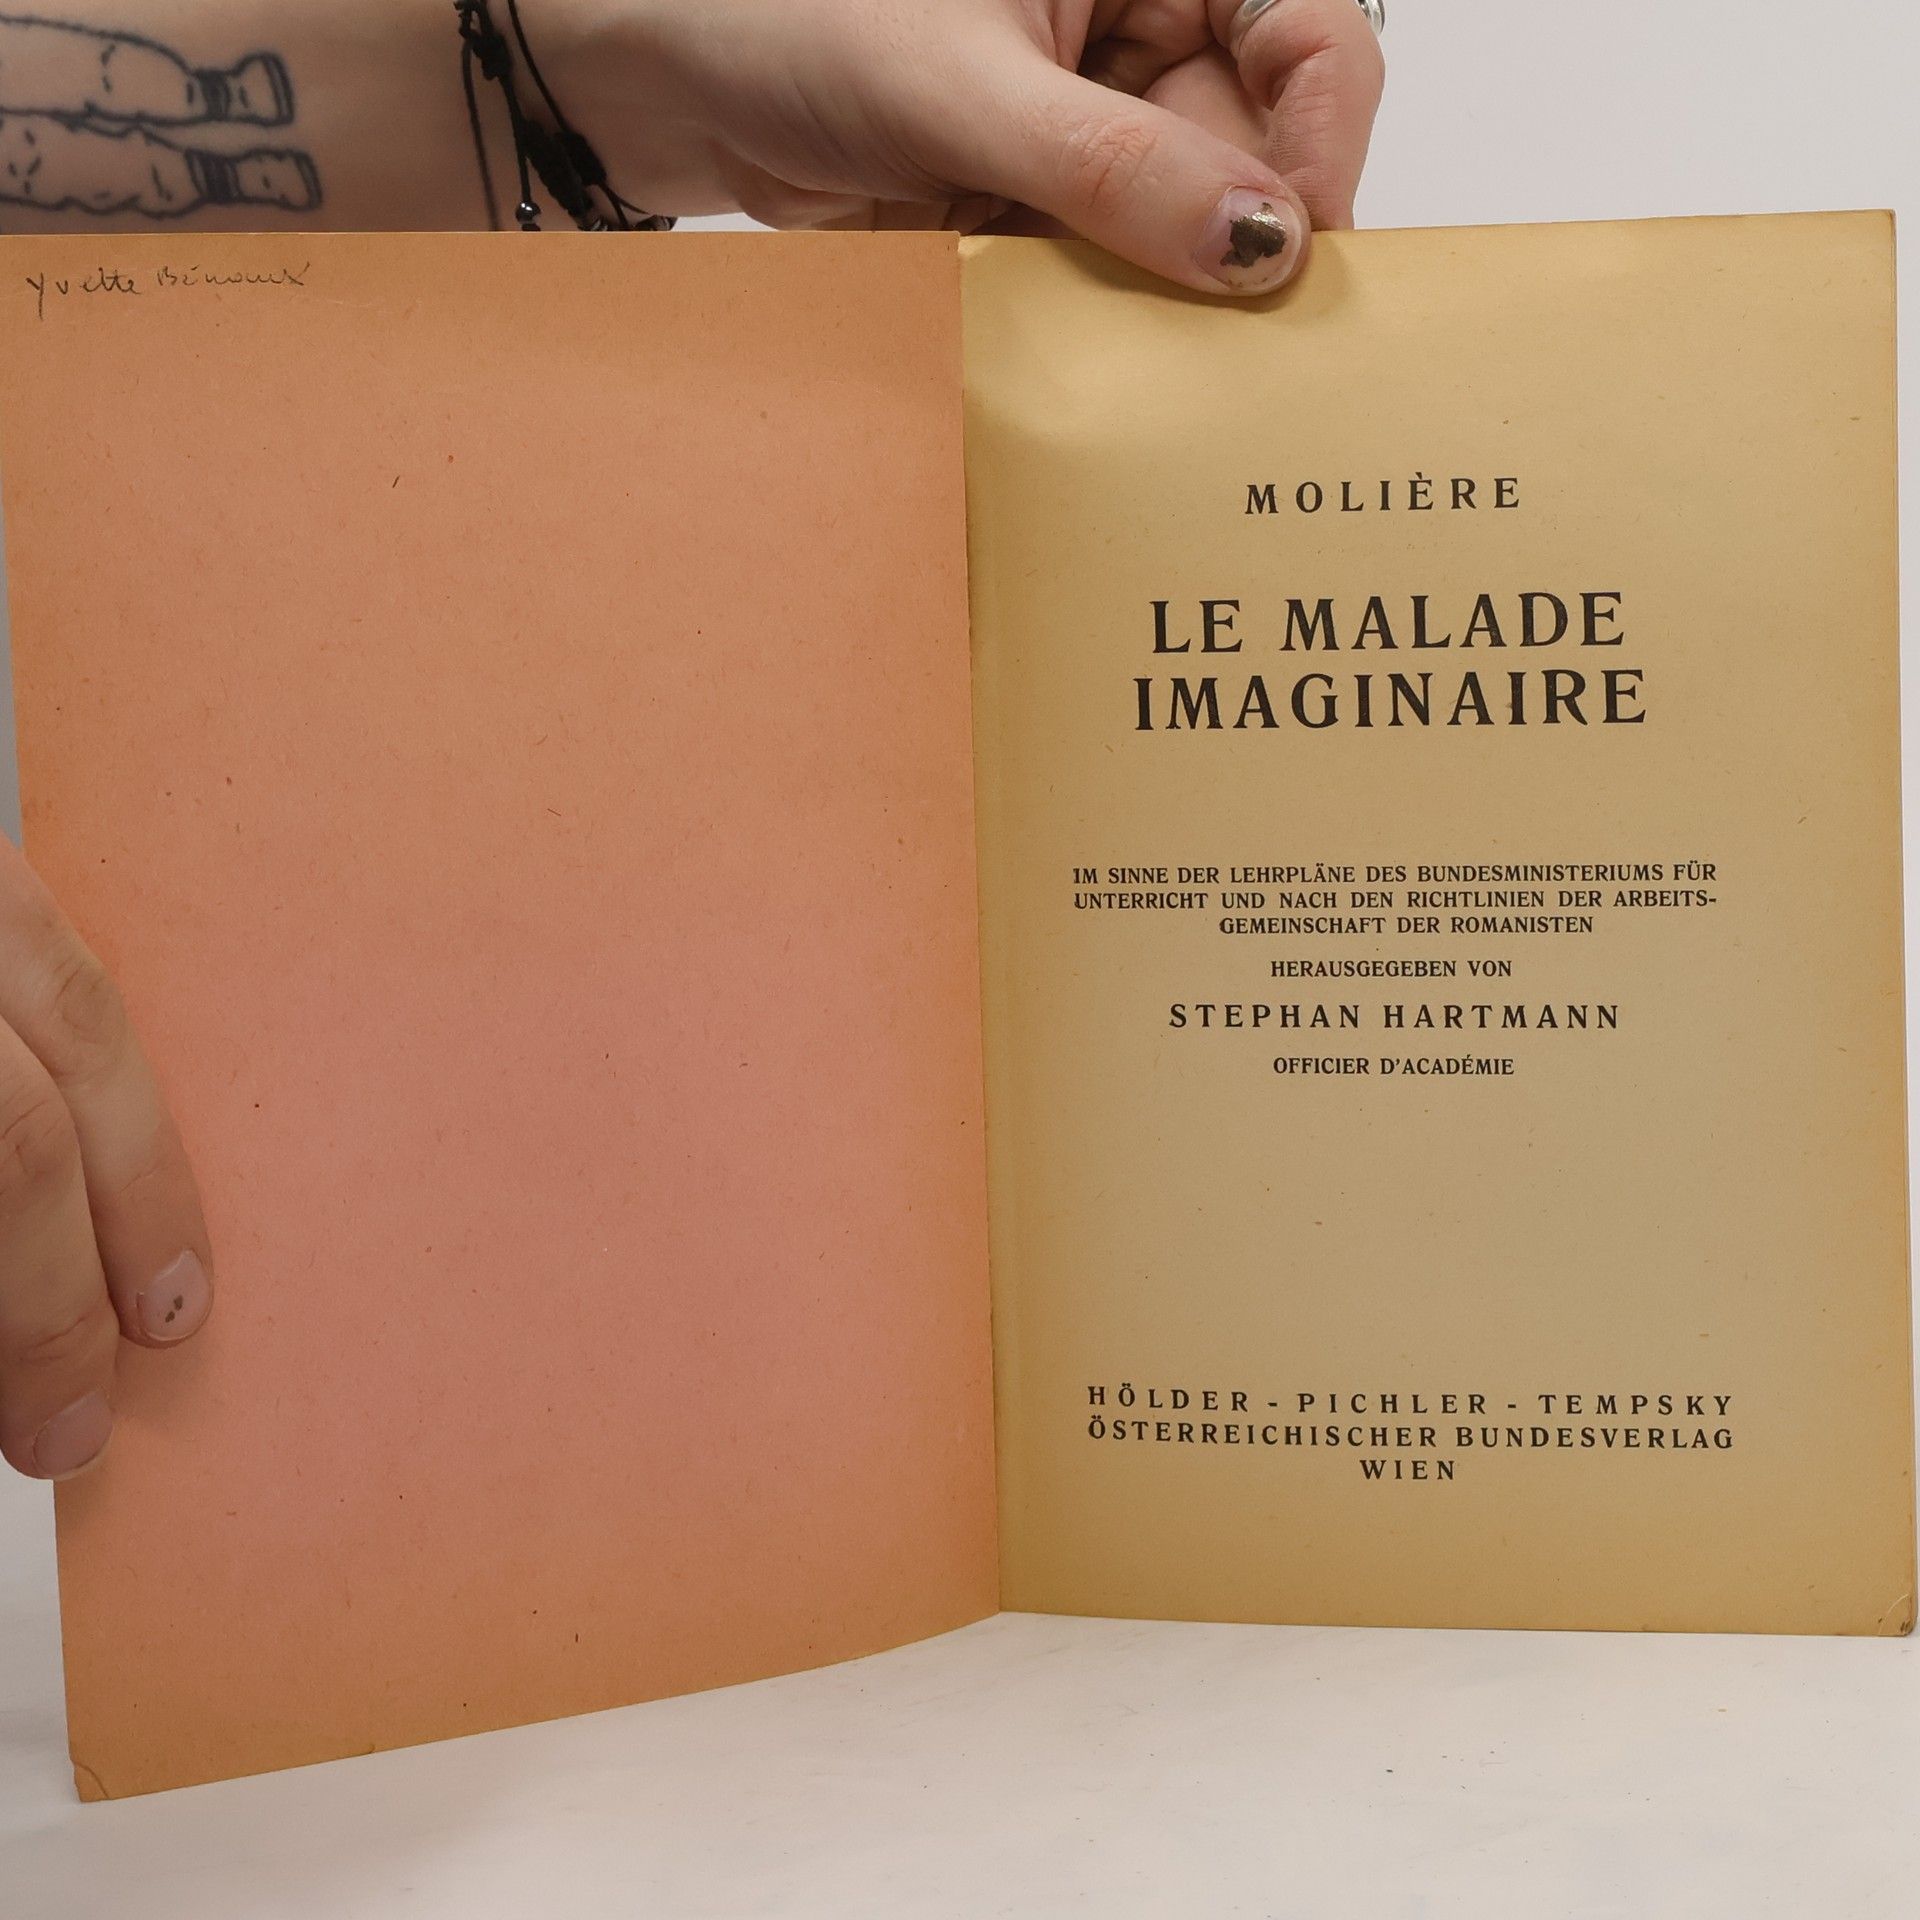 Yvette
MOLIÈRE
LE MALADE
IMAGINAIRE
IM SINNE DER LEHRPLÄNE DES BUNDESMINISTERIUMS FÜR
UNTERRICHT UND NACH DEN RICHTLINIEN DER ARBEITS-
GEMEINSCHAFT DER ROMANISTEN
HERAUSGEGEBEN VON
STEPHAN HARTMANN
OFFICIER D'ACADÉMIE
HÖLDER - PICHLER - TEMPSKY
ÖSTERREICHISCHER BUNDESVERLAG
WIEN